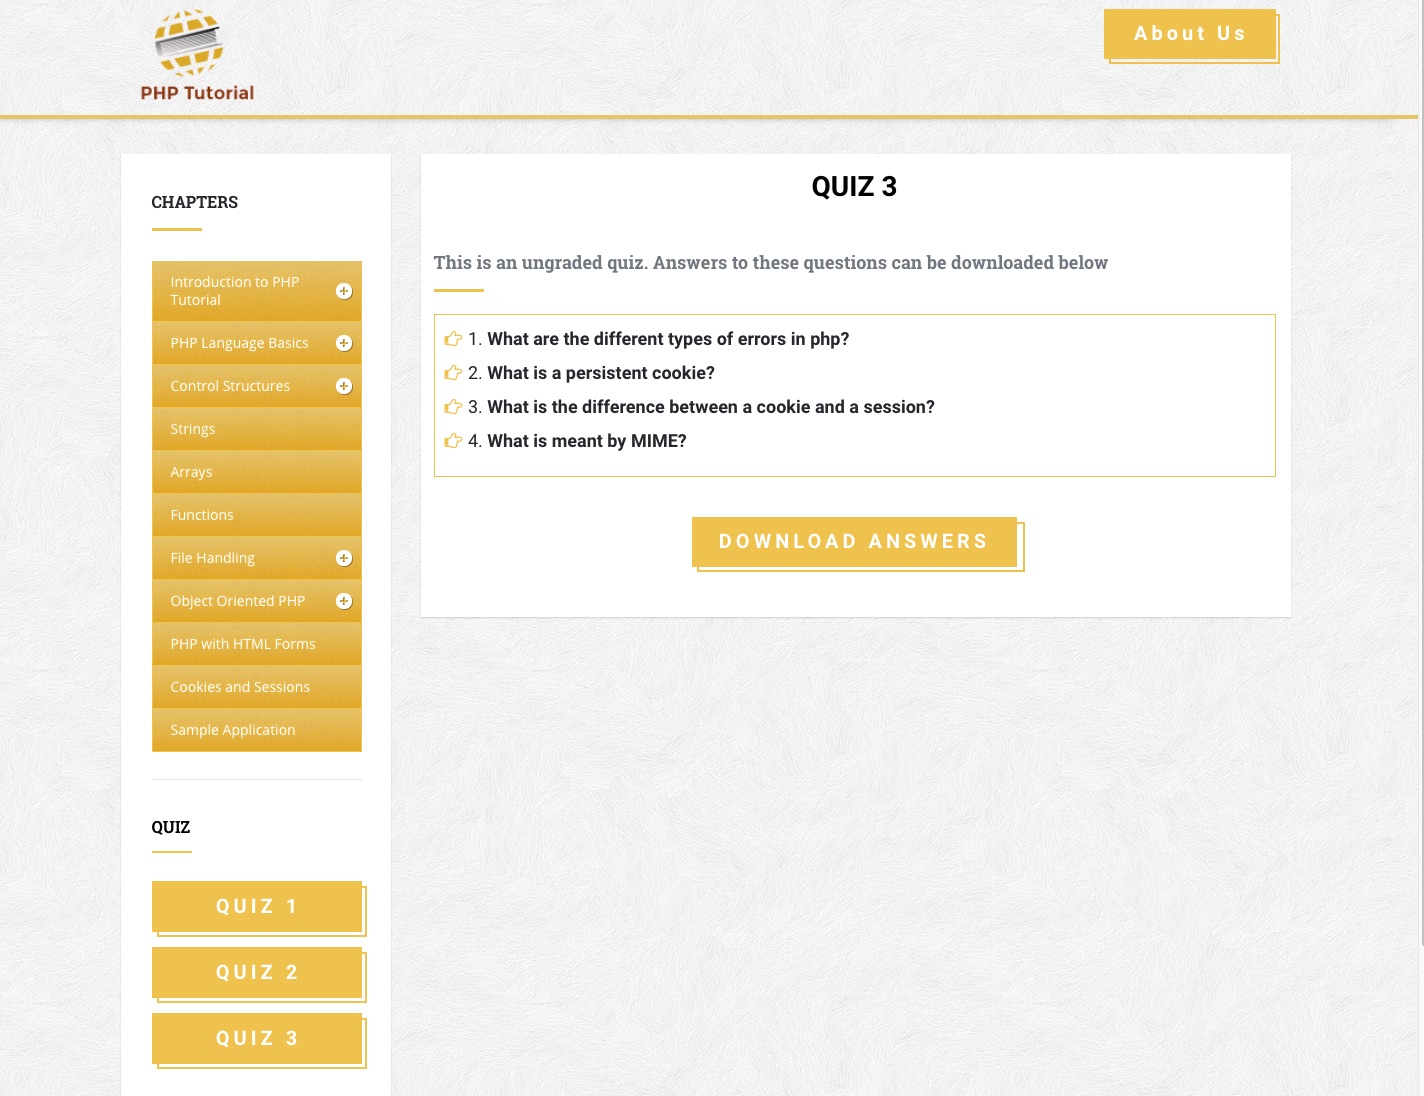 PHP Tutorial
About Us
CHAPTERS
Introduction to PHP
Tutorial
PHP Language Basics
Control Structures
Strings
Arrays
Functions
File Handling
Object Oriented PHP
PHP with HTML Forms
Cookies and Sessions
Sample Application
QUIZ
QUIZ 1
QUIZ 2
QUIZ 3
QUIZ 3
This is an ungraded quiz. Answers to these questions can be downloaded below
1. What are the different types of errors in php?
2. What is a persistent cookie?
3. What is the difference between a cookie and a session?
4. What is meant by MIME?
DOWNLOAD ANSWERS